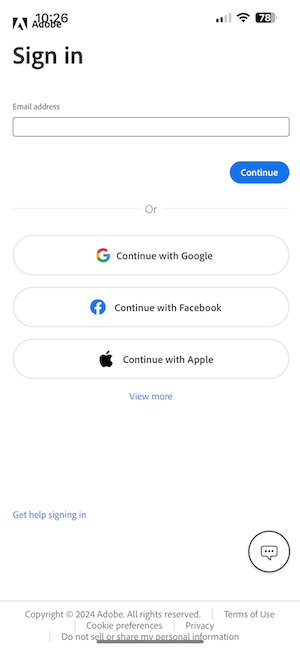 10:26
78
Adobe
Sign in
Email address
Continue
Or
Continue with Google
Continue with Facebook
Continue with Apple
View more
Get help signing in
Copyright © 2024 Adobe. All rights reserved.
Terms of Use
Cookie preferences
Privacy
Do not sell or share my personal information